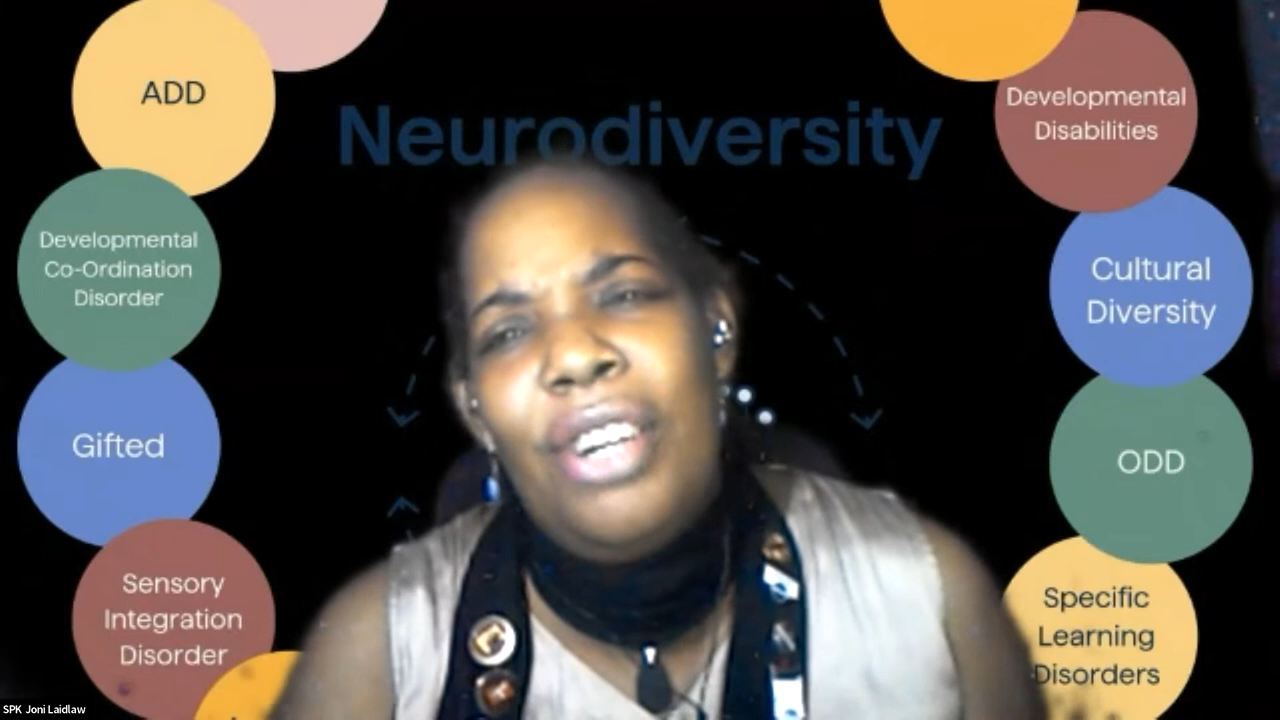 Neurodiversity
ADD
Developmental
Co-Ordination
Disorder
Gifted
Sensory
Integration
Disorder
Developmental
Disabilities
Cultural
Diversity
ODD
Specific
Learning
Disorders
SPK Joni Laidlaw